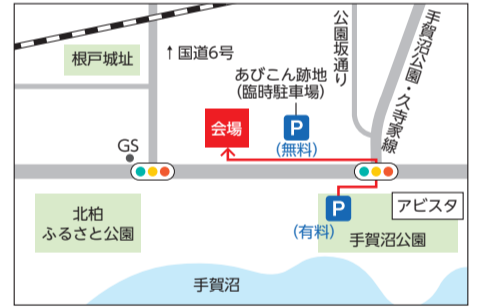 根戸城址
↑国道6号
公園坂通り
手賀沼公園・久寺家線
あびこん跡地
(臨時駐車場)
会場
P
(無料)
GS
北柏
ふるさと公園
P
(有料)
アビスタ
手賀沼公園
手賀沼